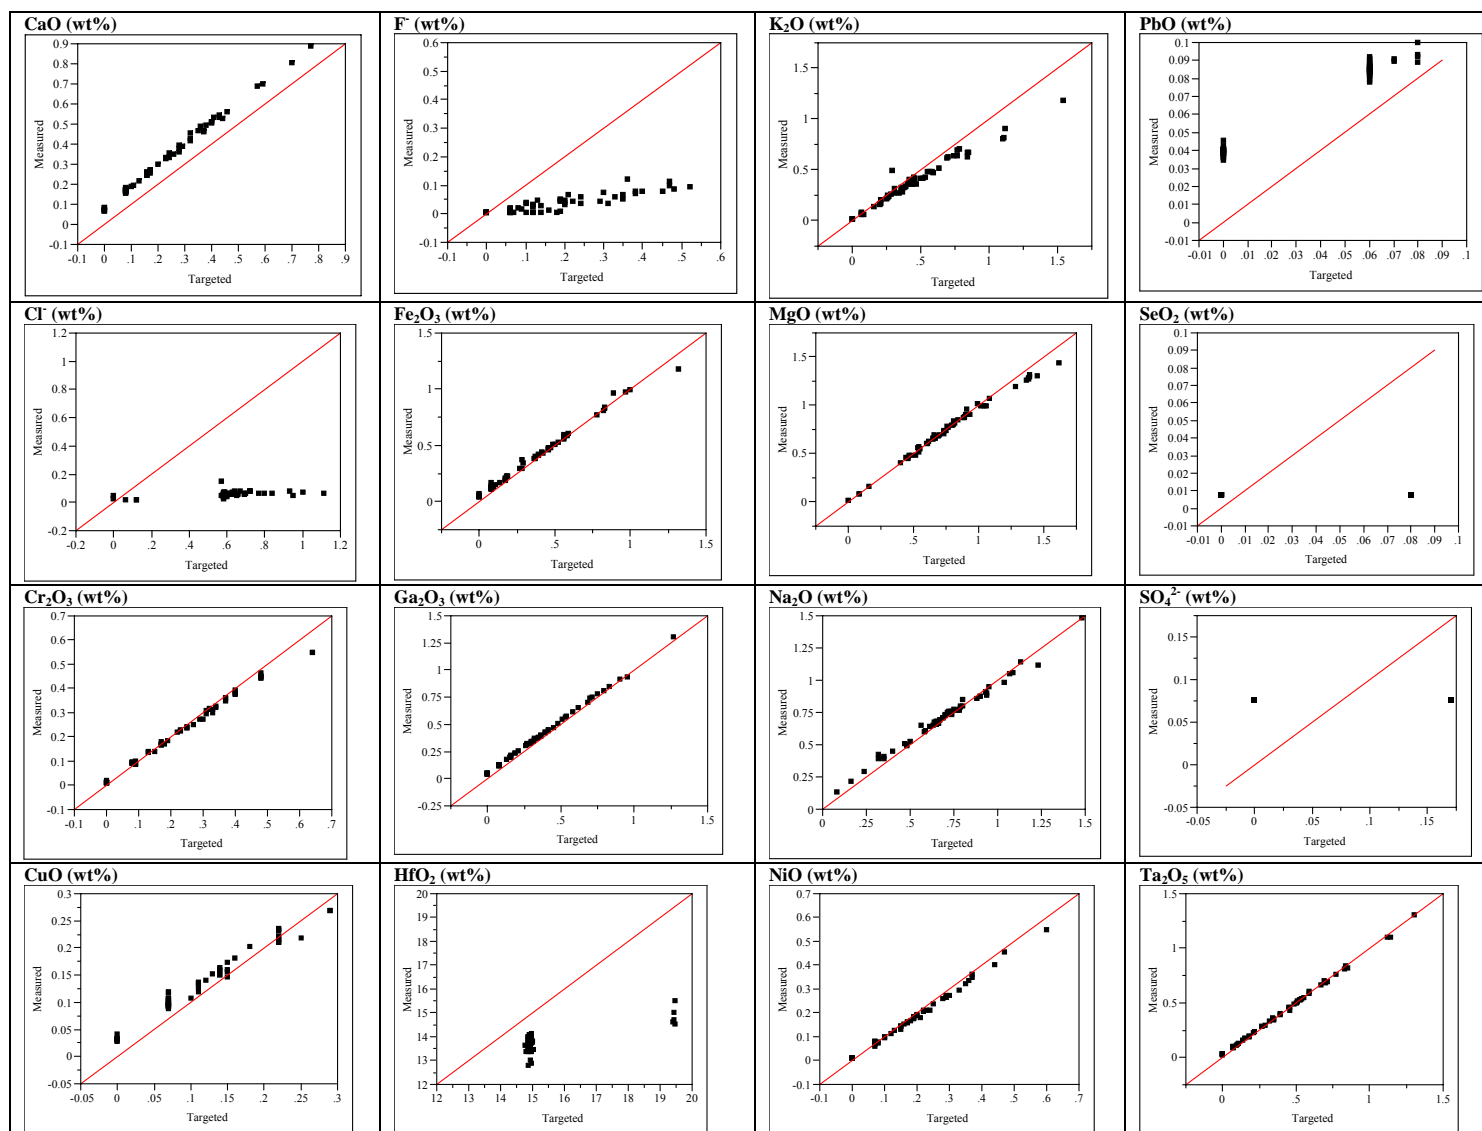 CaO (wt%)
0.9
0.8
0.7
0.6
0.5
0.4
0.3
0.2
0.1
0
-0.1
Measured
-0.1 0 .1 .2 .3 .4 .5 .6 .7 .8 .9
Targeted
F- (wt%)
0.6
0.5
0.4
0.3
0.2
0.1
0
-0.1
Measured
-0.1 0 .1 .2 .3 .4 .5 .6
Targeted
K2O (wt%)
1.5
1
0.5
0
Measured
0 .5 1 1.5
Targeted
PbO (wt%)
0.1
0.09
0.08
0.07
0.06
0.05
0.04
0.03
0.02
0.01
0
-0.01
Measured
-0.01 0 .01 .02 .03 .04 .05 .06 .07 .08 .09 .1
Targeted
Cl- (wt%)
1.2
1
0.8
0.6
0.4
0.2
0
-0.2
Measured
-0.2 0 .2 .4 .6 .8 1 1.2
Targeted
Fe2O3 (wt%)
1.5
1
0.5
0
Measured
0 .5 1 1.5
Targeted
MgO (wt%)
1.5
1
0.5
0
Measured
0 .5 1 1.5
Targeted
SeO2 (wt%)
0.1
0.09
0.08
0.07
0.06
0.05
0.04
0.03
0.02
0.01
0
-0.01
Measured
-0.01 0 .01 .02 .03 .04 .05 .06 .07 .08 .09 .1
Targeted
Cr2O3 (wt%)
0.7
0.6
0.5
0.4
0.3
0.2
0.1
0
-0.1
Measured
-0.1 0 .1 .2 .3 .4 .5 .6 .7
Targeted
Ga2O3 (wt%)
1.5
1.25
1
0.75
0.5
0.25
0
-0.25
Measured
0 .5 1 1.5
Targeted
Na2O (wt%)
1.5
1.25
1
0.75
0.5
0.25
0
Measured
0 .25 .5 .75 1 1.25 1.5
Targeted
SO4 2- (wt%)
0.15
0.1
0.05
0
-0.05
Measured
-0.05 0 .05 .1 .15
Targeted
CuO (wt%)
0.3
0.25
0.2
0.15
0.1
0.05
0
-0.05
Measured
-0.05 0 .05 .1 .15 .2 .25 .3
Targeted
HfO2 (wt%)
20
19
18
17
16
15
14
13
12
Measured
12 13 14 15 16 17 18 19 20
Targeted
NiO (wt%)
0.7
0.6
0.5
0.4
0.3
0.2
0.1
0
-0.1
Measured
-0.1 0 .1 .2 .3 .4 .5 .6 .7
Targeted
Ta2O5 (wt%)
1.5
1
0.5
0
Measured
0 .5 1 1.5
Targeted